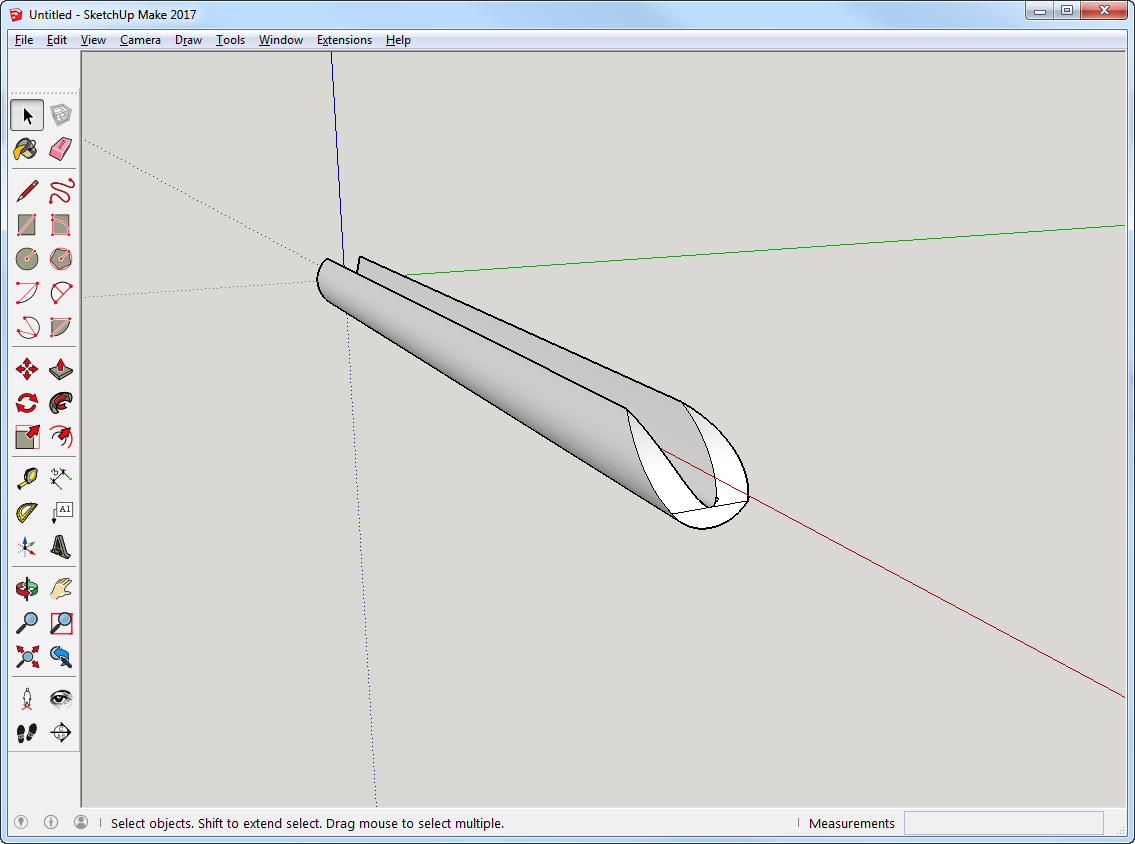 Untitled - SketchUp Make 2017
File Edit View Camera Draw Tools Window Extensions Help
A1
Select objects. Shift to extend select. Drag mouse to select multiple.
Measurements